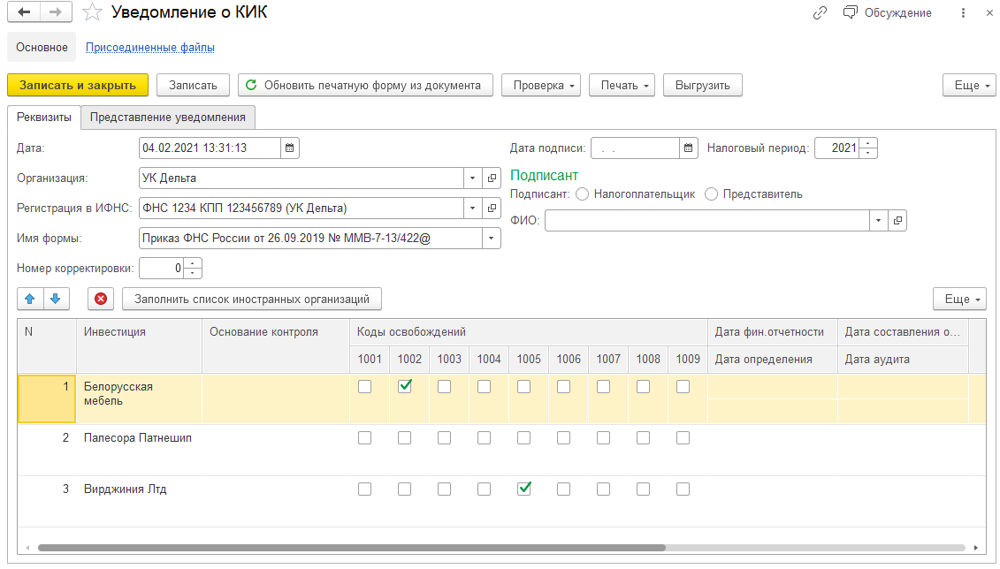 Уведомление о КИК
Обсуждение
Основное Присоединенные файлы
Записать и закрыть Записать Обновить печатную форму из документа Проверка Печать Выгрузить Еще
Реквизиты Представление уведомления
Дата: 04.02.2021 13:31:13 Дата подписи: . . Налоговый период: 2021
Организация: УК Дельта Подписант
Подписант: Налогоплательщик Представитель
Регистрация в ИФНС: ФНС 1234 КПП 123456789 (УК Дельта) ФИО:
Имя формы: Приказ ФНС России от 26.09.2019 № ММВ-7-13/422@
Номер корректировки: 0
Заполнить список иностранных организаций Еще
N Инвестиция Основание контроля Коды освобождений Дата фин.отчетности Дата составления о...
1001 1002 1003 1004 1005 1006 1007 1008 1009 Дата определения Дата аудита
1 Белорусская
мебель
2 Палесора Патнешип
3 Вирджиния Лтд